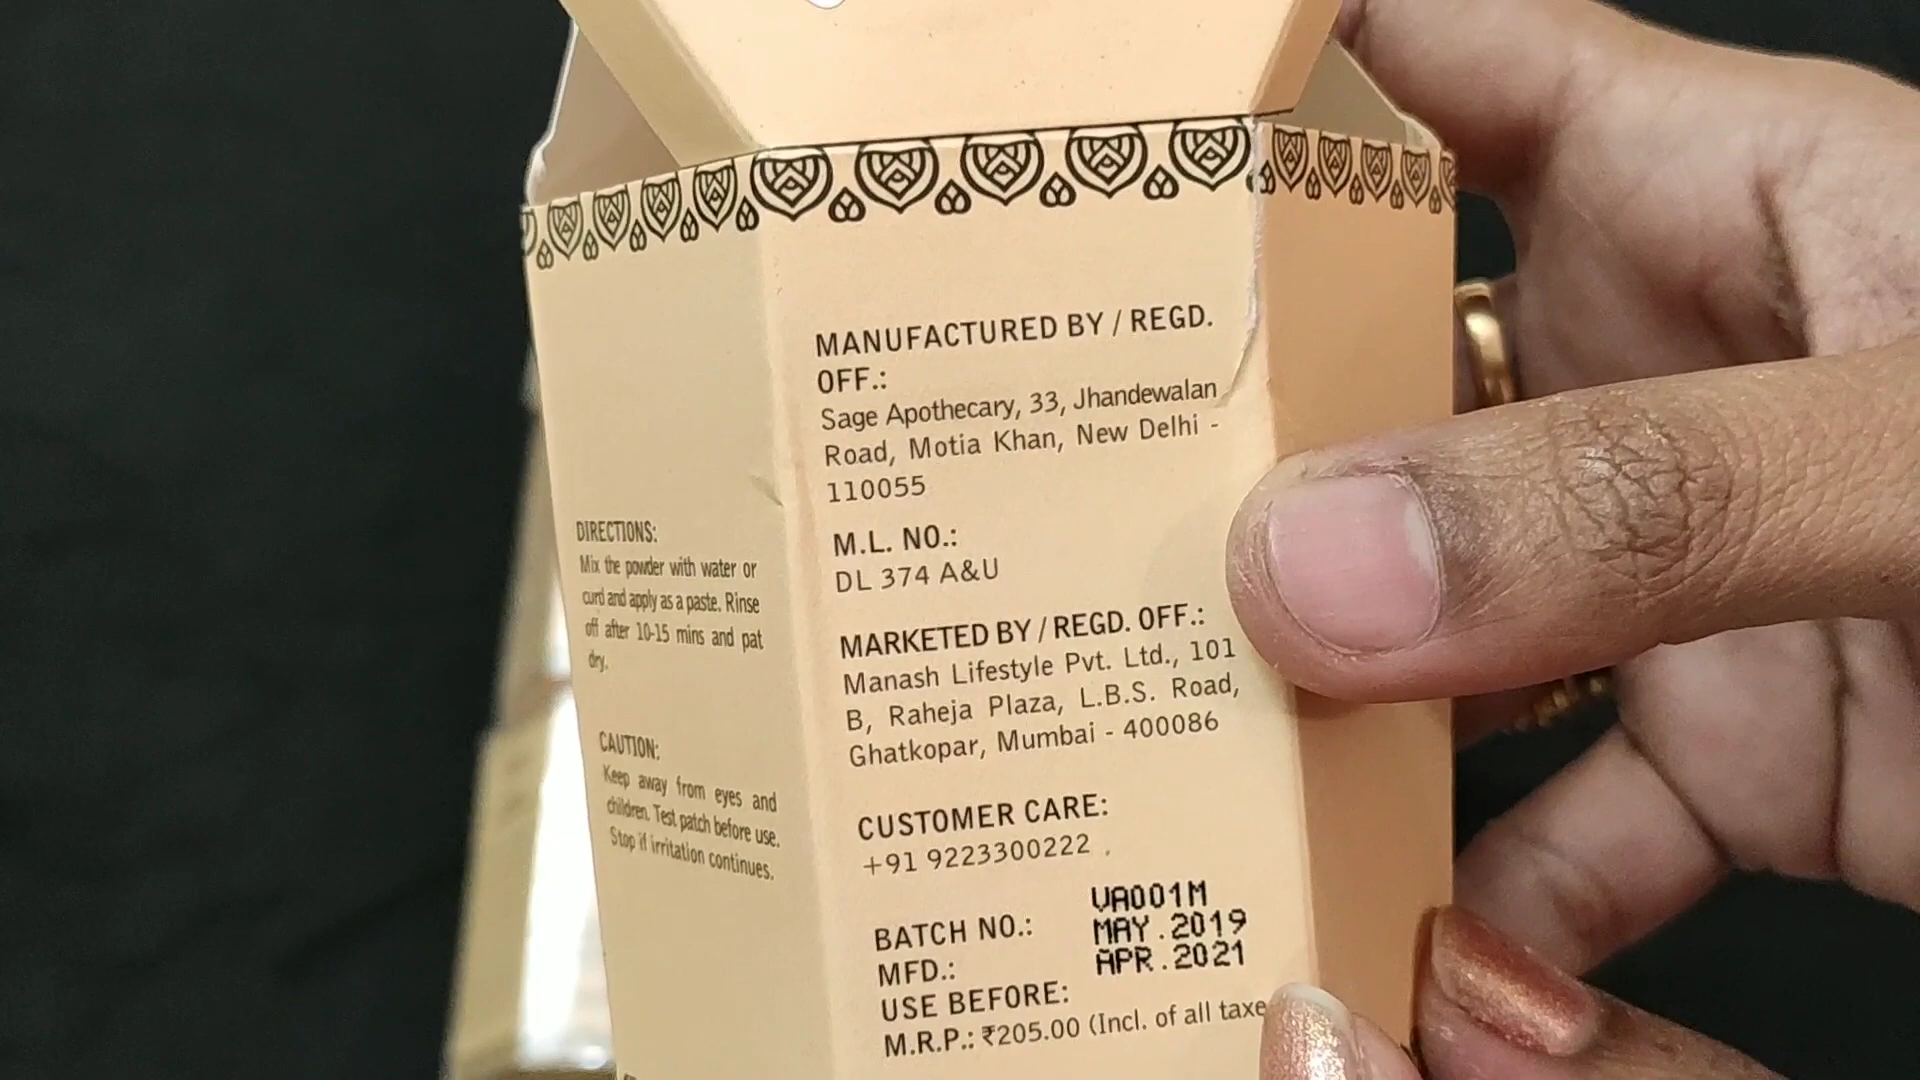 DIRECTIONS:
Mix the powder with water or
curd and apply as a paste. Rinse
off after 10-15 mins and pat
dry.
CAUTION:
Keep away from eyes and
children. Test patch before use.
Stop if irritation continues.
MANUFACTURED BY / REGD.
OFF.:
Sage Apothecary, 33, Jhandewalan
Road, Motia Khan, New Delhi -
110055
M.L. NO.:
DL 374 A&U
MARKETED BY / REGD. OFF.:
Manash Lifestyle Pvt. Ltd., 101
B, Raheja Plaza, L.B.S. Road,
Ghatkopar, Mumbai - 400086
CUSTOMER CARE:
+91 9223300222
BATCH NO.: VA001M
MFD.: MAY.2019
USE BEFORE: APR.2021
M.R.P.: ₹205.00 (Incl. of all taxe